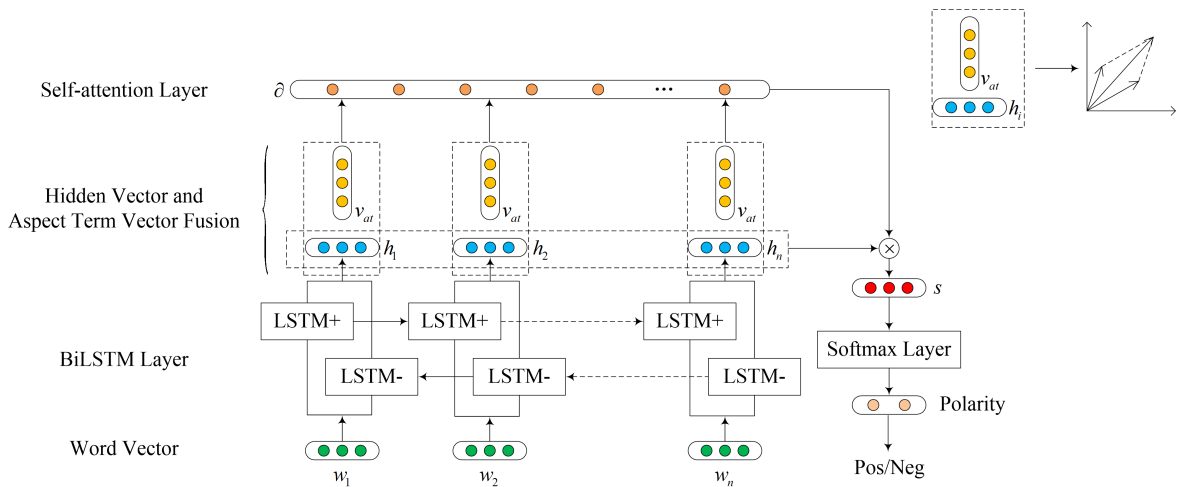 v_at
h_i
Self-attention Layer
∂
...
Hidden Vector and
Aspect Term Vector Fusion
v_at
v_at
v_at
h_1
h_2
h_n
s
LSTM+
LSTM+
LSTM+
Softmax Layer
BiLSTM Layer
LSTM-
LSTM-
LSTM-
Polarity
Word Vector
w_1
w_2
w_n
Pos/Neg